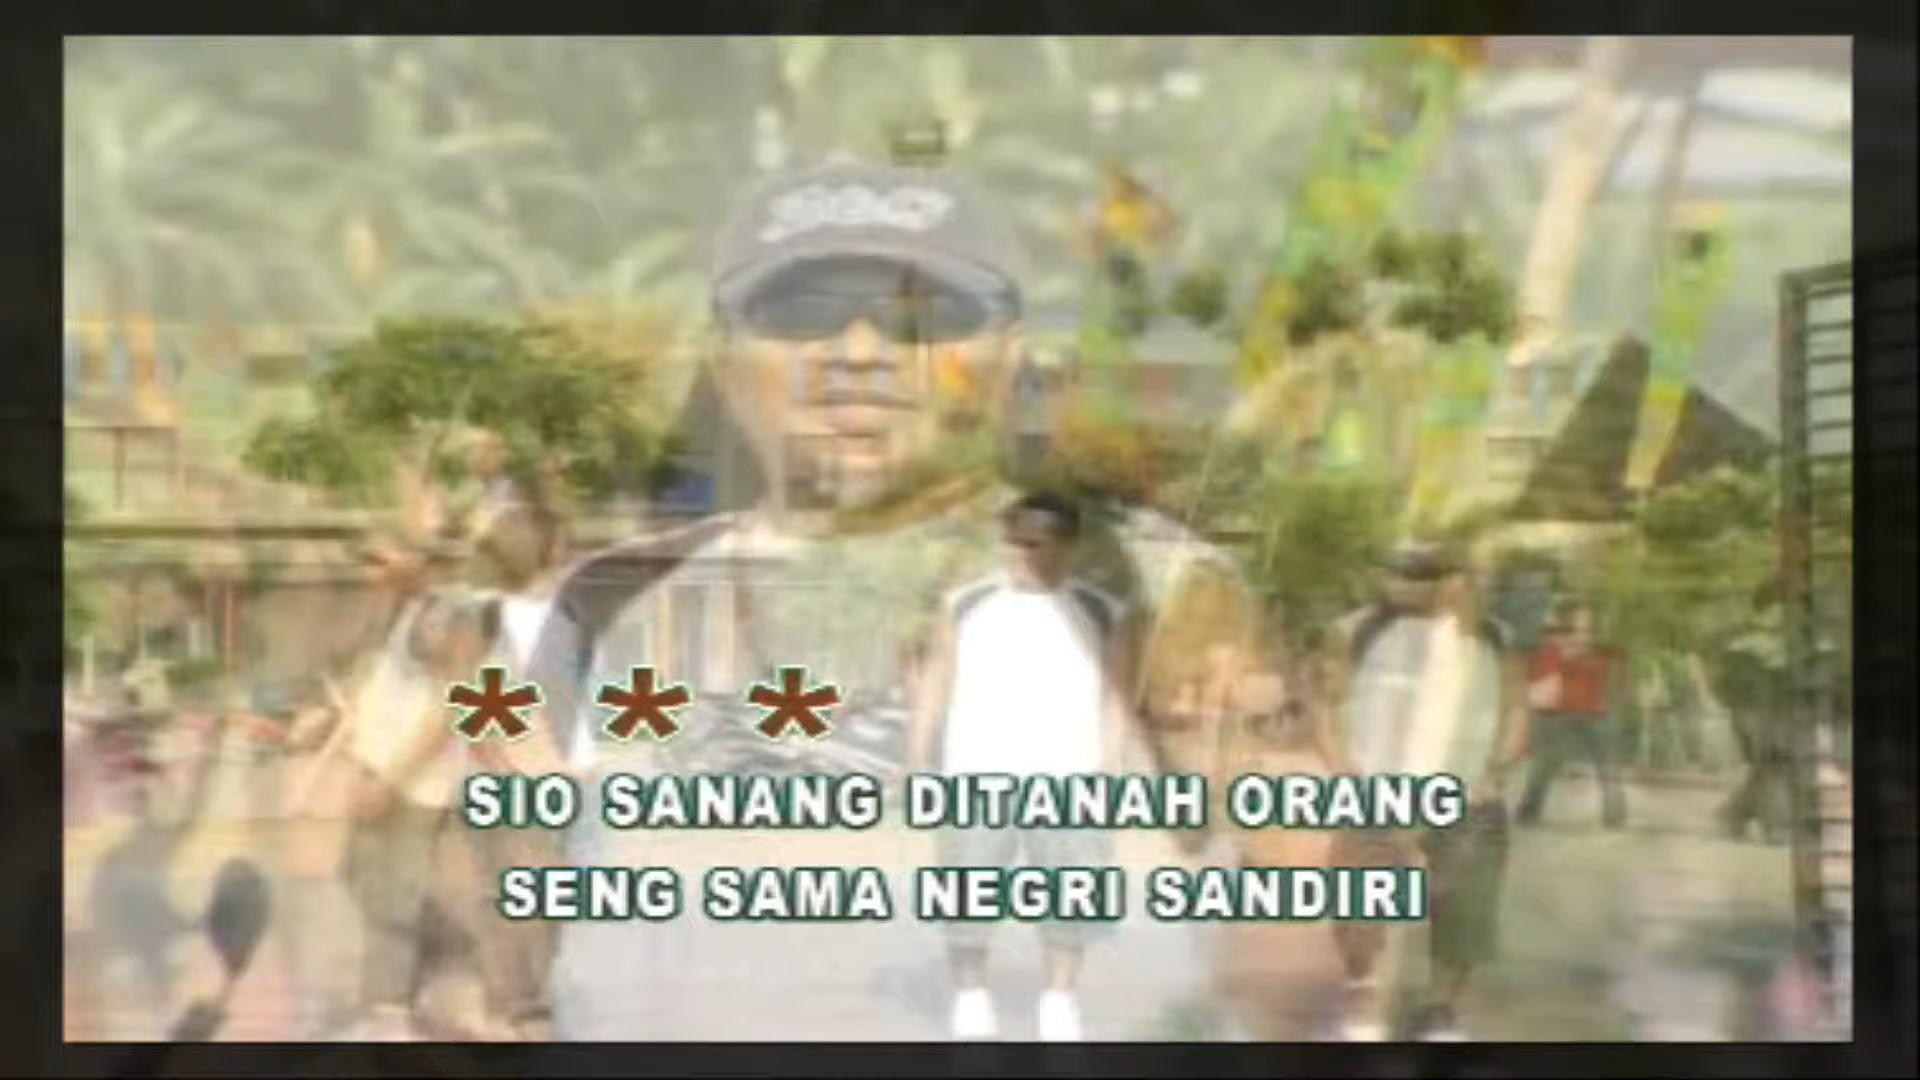 * * *
SIO SANANG DITANAH ORANG
SENG SAMA NEGRI SANDIRI